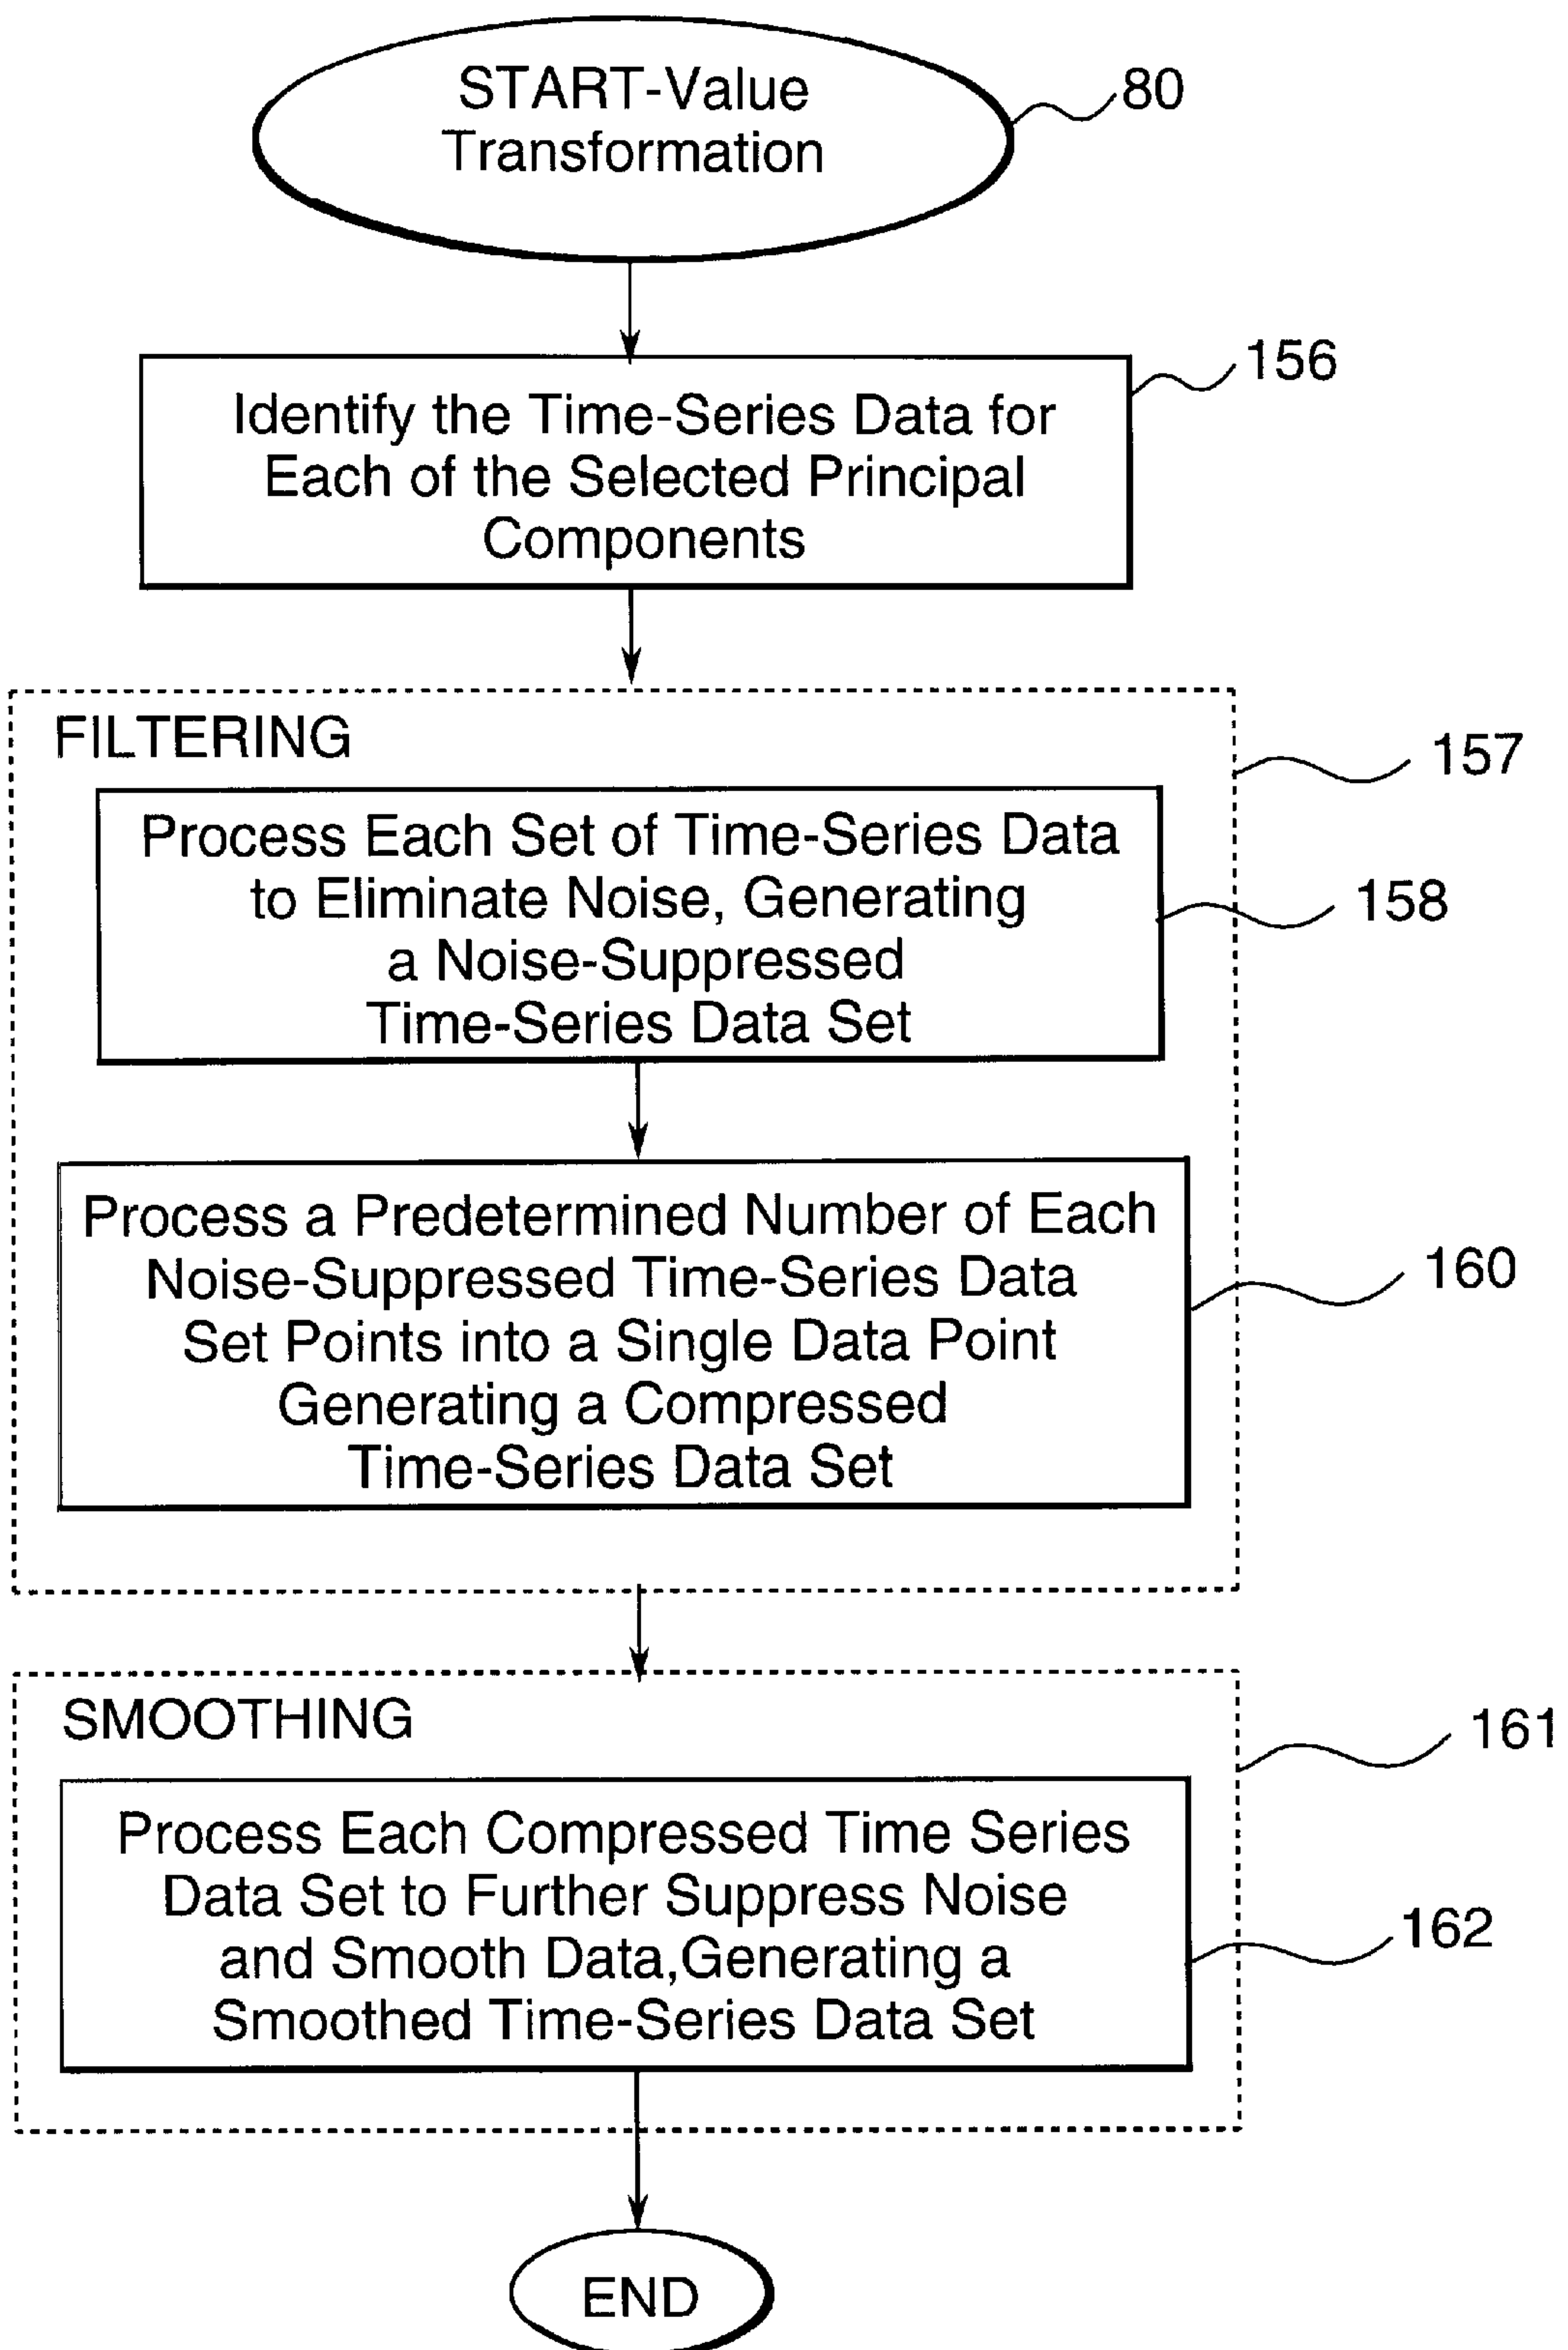 START-Value
Transformation
80
Identify the Time-Series Data for
Each of the Selected Principal
Components
156
FILTERING
157
Process Each Set of Time-Series Data
to Eliminate Noise, Generating
a Noise-Suppressed
Time-Series Data Set
158
Process a Predetermined Number of Each
Noise-Suppressed Time-Series Data
Set Points into a Single Data Point
Generating a Compressed
Time-Series Data Set
160
SMOOTHING
161
Process Each Compressed Time Series
Data Set to Further Suppress Noise
and Smooth Data,Generating a
Smoothed Time-Series Data Set
162
END